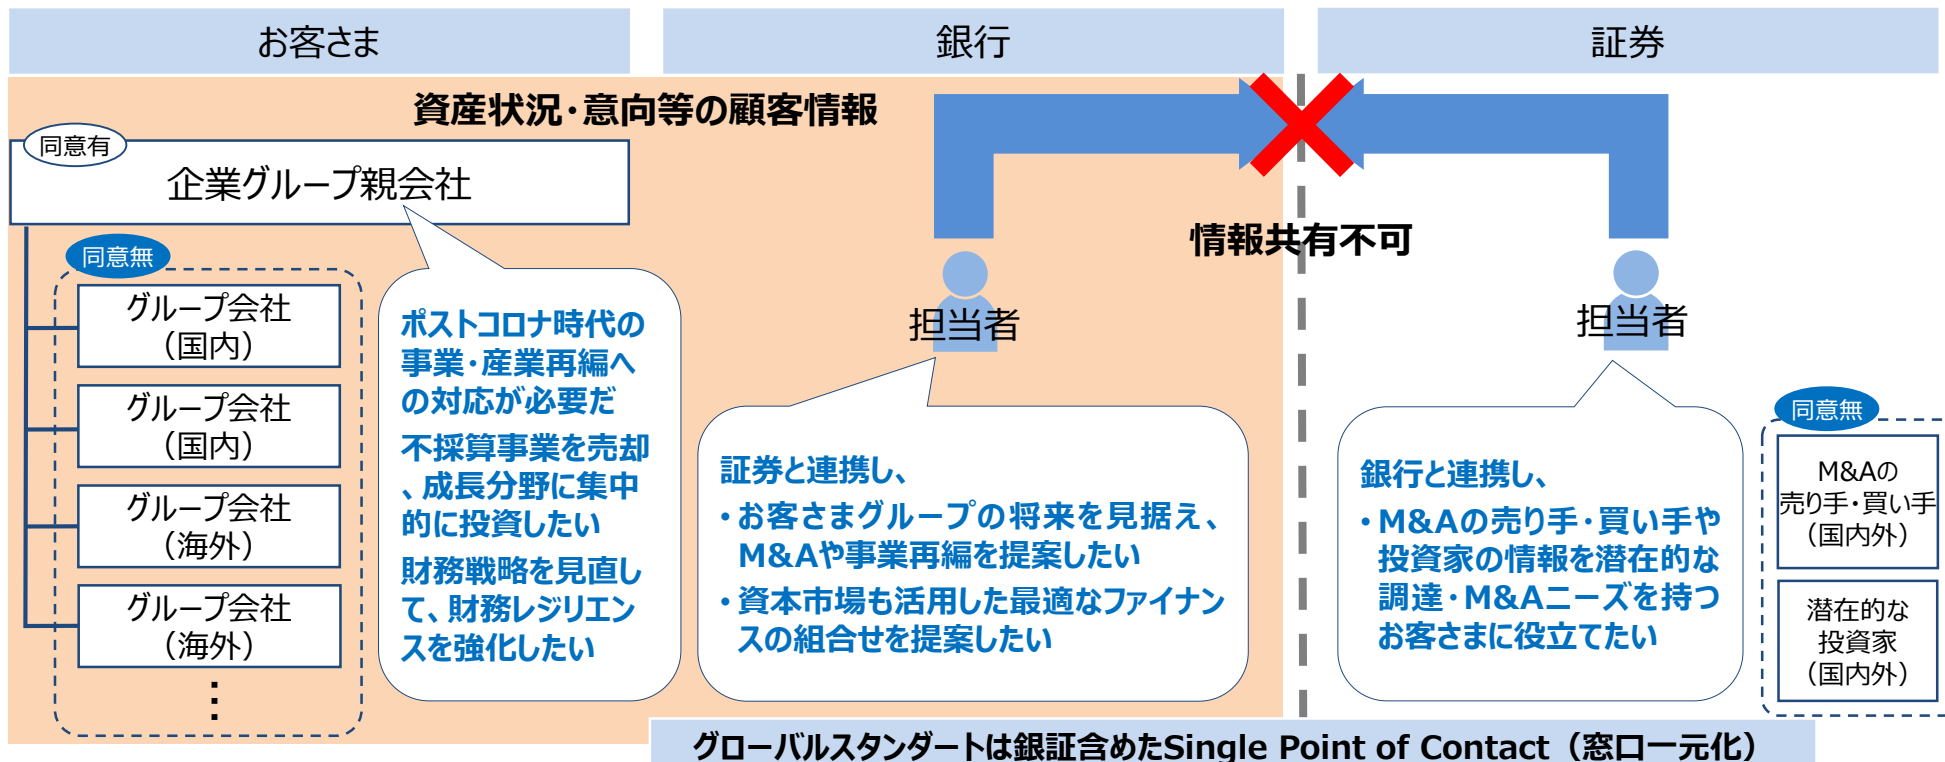 お客さま
銀行
証券
資産状況・意向等の顧客情報
同意有
企業グループ親会社
同意無
グループ会社
（国内）
グループ会社
（国内）
グループ会社
（海外）
グループ会社
（海外）
⋮
ポストコロナ時代の
事業・産業再編へ
の対応が必要だ
不採算事業を売却
、成長分野に集中
的に投資したい
財務戦略を見直し
て、財務レジリエン
スを強化したい
担当者
証券と連携し、
・お客さまグループの将来を見据え、
M&Aや事業再編を提案したい
・資本市場も活用した最適なファイナン
スの組合せを提案したい
情報共有不可
担当者
銀行と連携し、
・M&Aの売り手・買い手や
投資家の情報を潜在的な
調達・M&Aニーズを持つ
お客さまに役立てたい
同意無
M&Aの
売り手・買い手
（国内外）
潜在的な
投資家
（国内外）
グローバルスタンダートは銀証含めたSingle Point of Contact（窓口一元化）